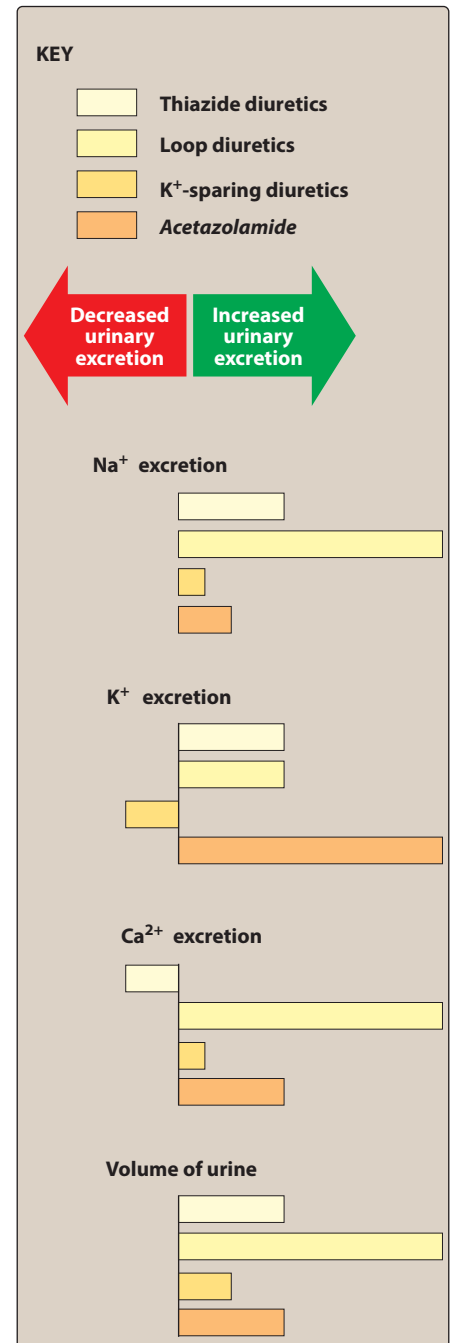 KEY
Thiazide diuretics
Loop diuretics
K+-sparing diuretics
Acetazolamide
Decreased
urinary
excretion
Increased
urinary
excretion
Na+ excretion
K+ excretion
Ca2+ excretion
Volume of urine